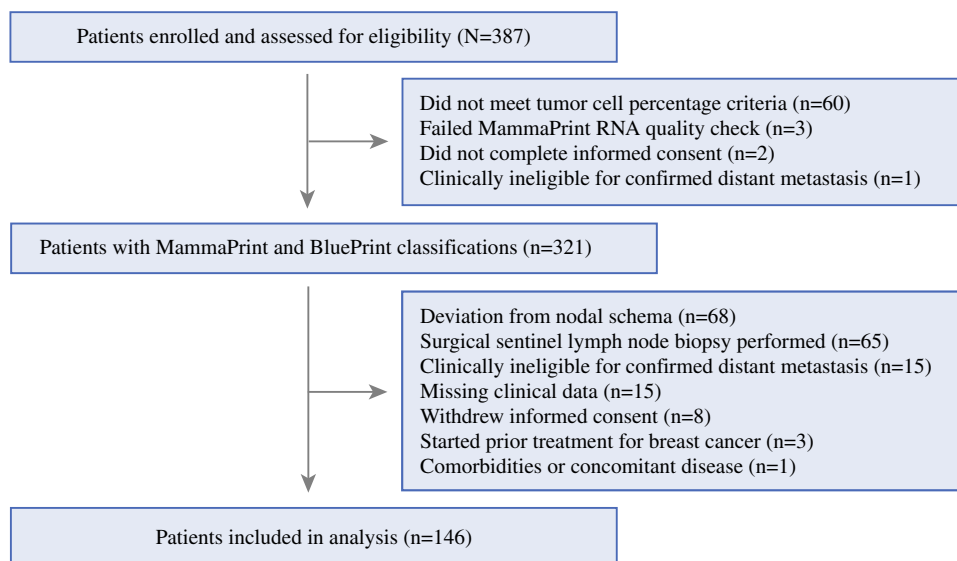 Patients enrolled and assessed for eligibility (N=387)
Did not meet tumor cell percentage criteria (n=60)
Failed MammaPrint RNA quality check (n=3)
Did not complete informed consent (n=2)
Clinically ineligible for confirmed distant metastasis (n=1)
Patients with MammaPrint and BluePrint classifications (n=321)
Deviation from nodal schema (n=68)
Surgical sentinel lymph node biopsy performed (n=65)
Clinically ineligible for confirmed distant metastasis (n=15)
Missing clinical data (n=15)
Withdrew informed consent (n=8)
Started prior treatment for breast cancer (n=3)
Comorbidities or concomitant disease (n=1)
Patients included in analysis (n=146)